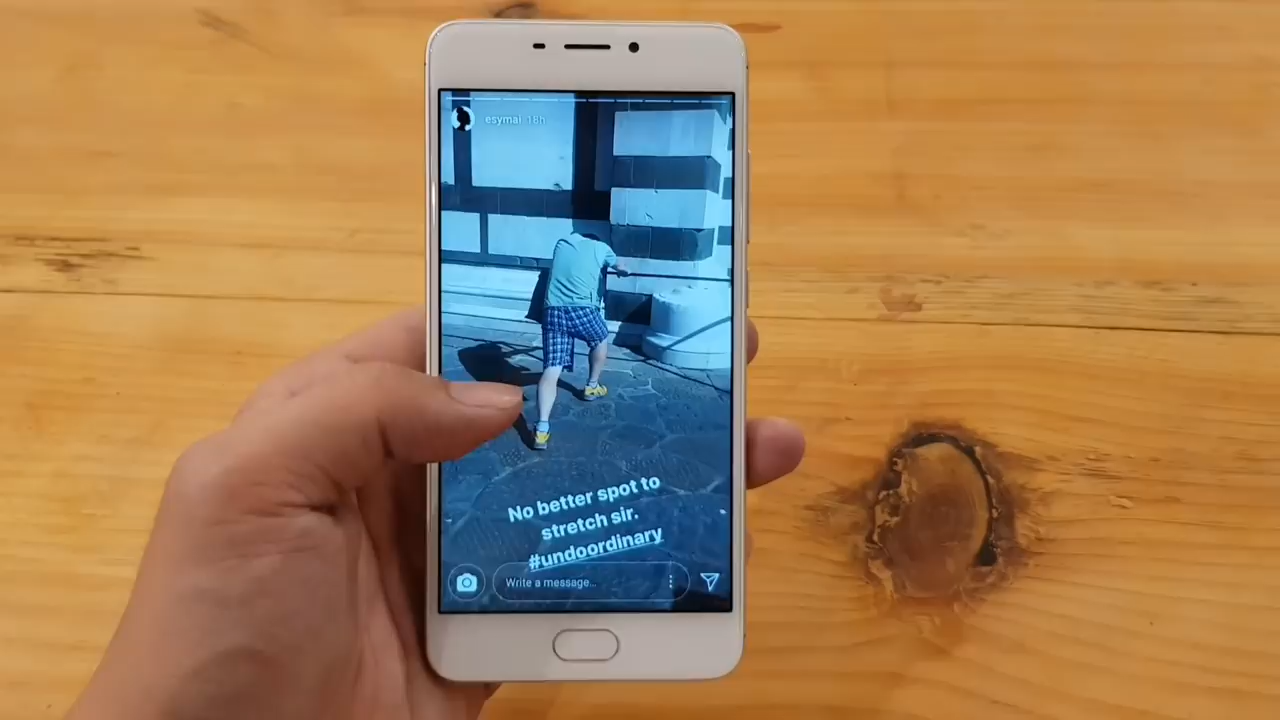 esymai 18h
No better spot to
stretch sir.
#undoordinary
Write a message...